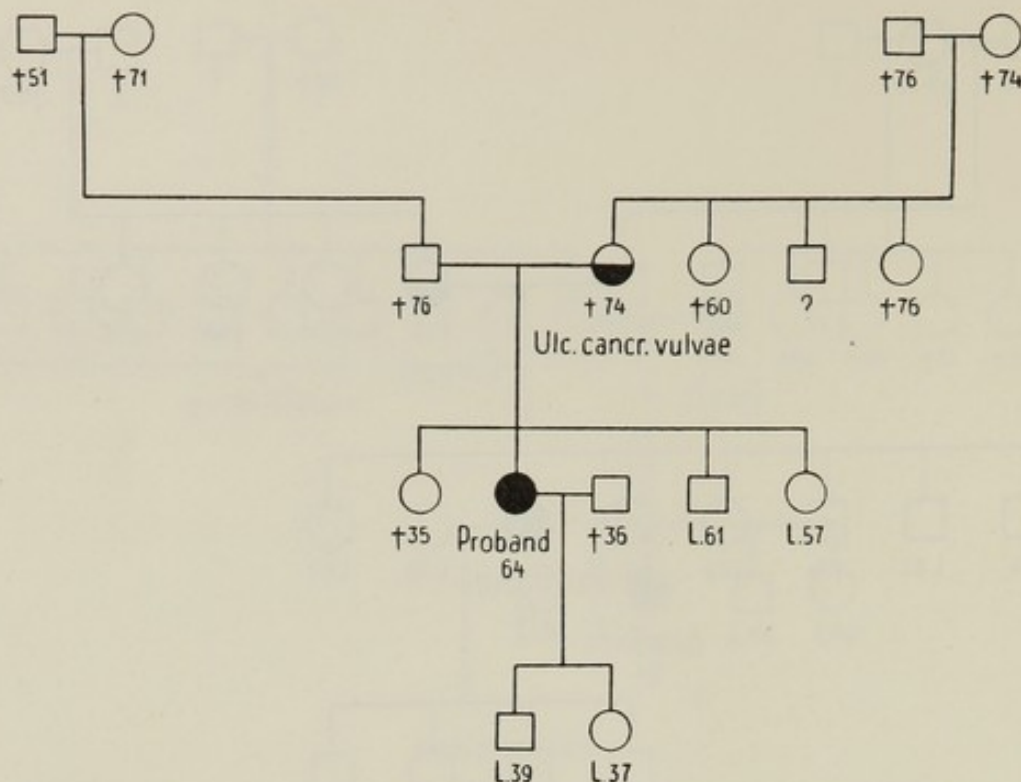 †51 †71 †76 †74
†76 †74 †60 ? †76
Ulc. cancr. vulvae
†35 Proband †36 L.61 L.57
64
L.39 L.37